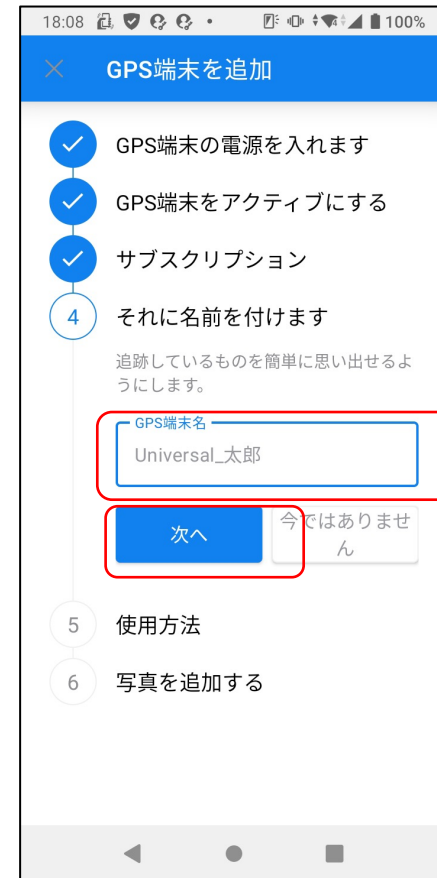 18:08 100%
GPS端末を追加
GPS端末の電源を入れます
GPS端末をアクティブにする
サブスクリプション
4 それに名前を付けます
追跡しているものを簡単に思い出せるよ
うにします。
GPS端末名
Universal_太郎
次へ
今ではありませ
ん
5 使用方法
6 写真を追加する